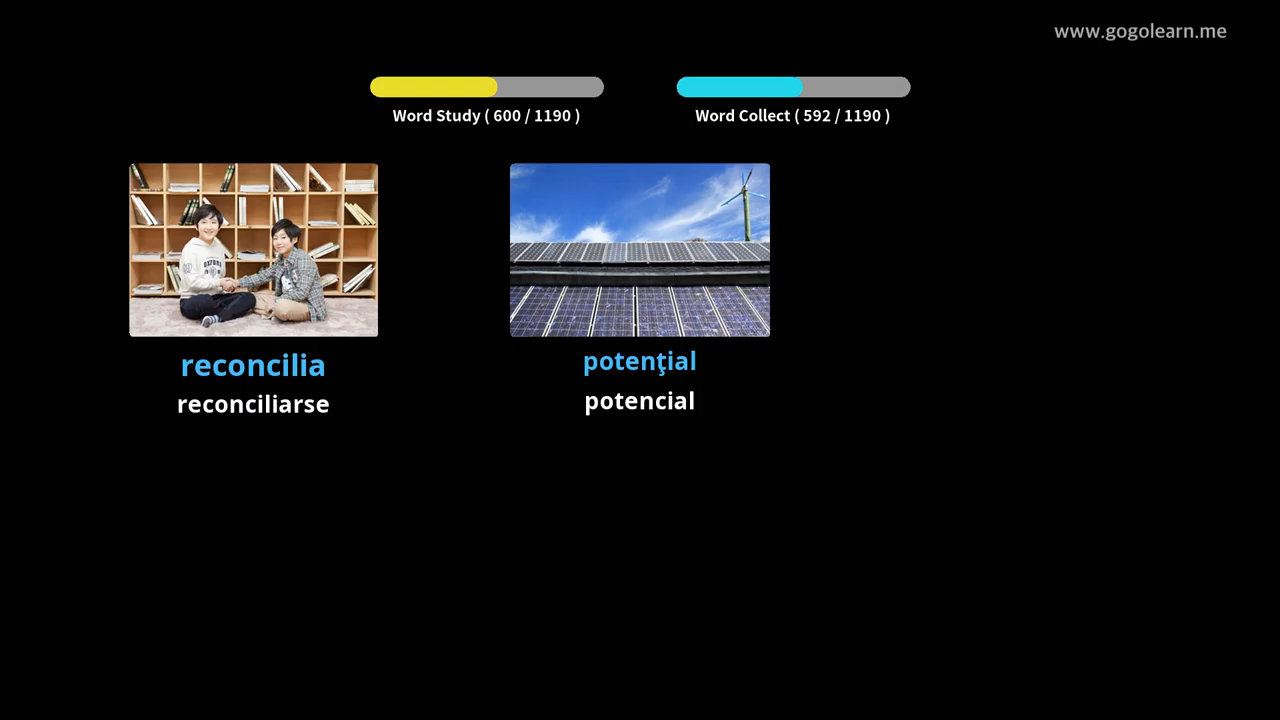 www.gogolearn.me
Word Study ( 600 / 1190 )
Word Collect ( 592 / 1190 )
reconcilia
reconciliarse
potenţial
potencial